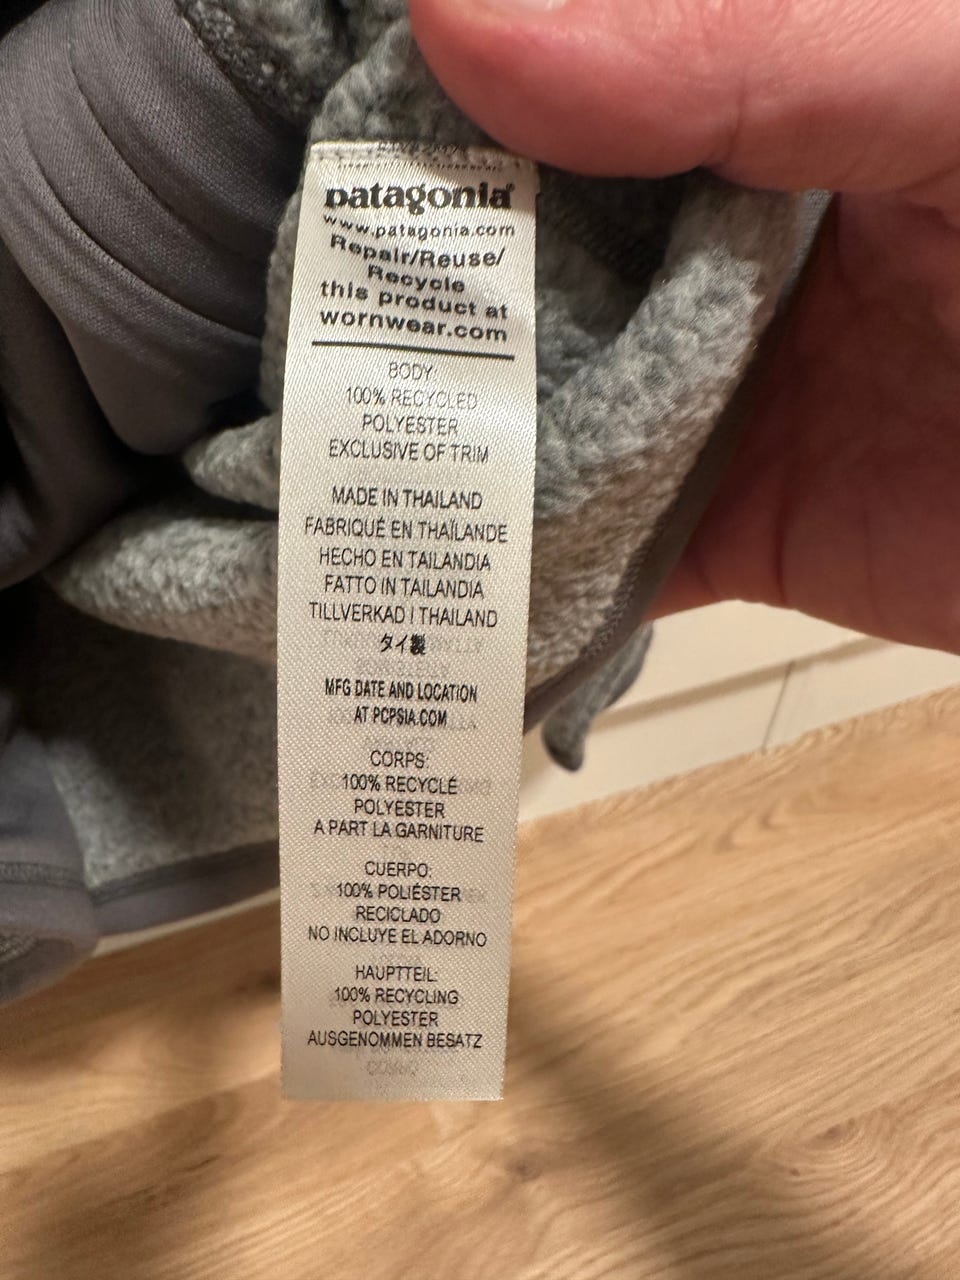 patagonia®
www.patagonia.com
Repair/Reuse/
Recycle
this product at
wornwear.com
BODY:
100% RECYCLED
POLYESTER
EXCLUSIVE OF TRIM
MADE IN THAILAND
FABRIQUÉ EN THAÏLANDE
HECHO EN TAILANDIA
FATTO IN TAILANDIA
TILLVERKAD I THAILAND
タイ製
MFG DATE AND LOCATION
AT PCPSIA.COM
CORPS:
100% RECYCLÉ
POLYESTER
A PART LA GARNITURE
CUERPO:
100% POLIÉSTER
RECICLADO
NO INCLUYE EL ADORNO
HAUPTTEIL:
100% RECYCLING
POLYESTER
AUSGENOMMEN BESATZ